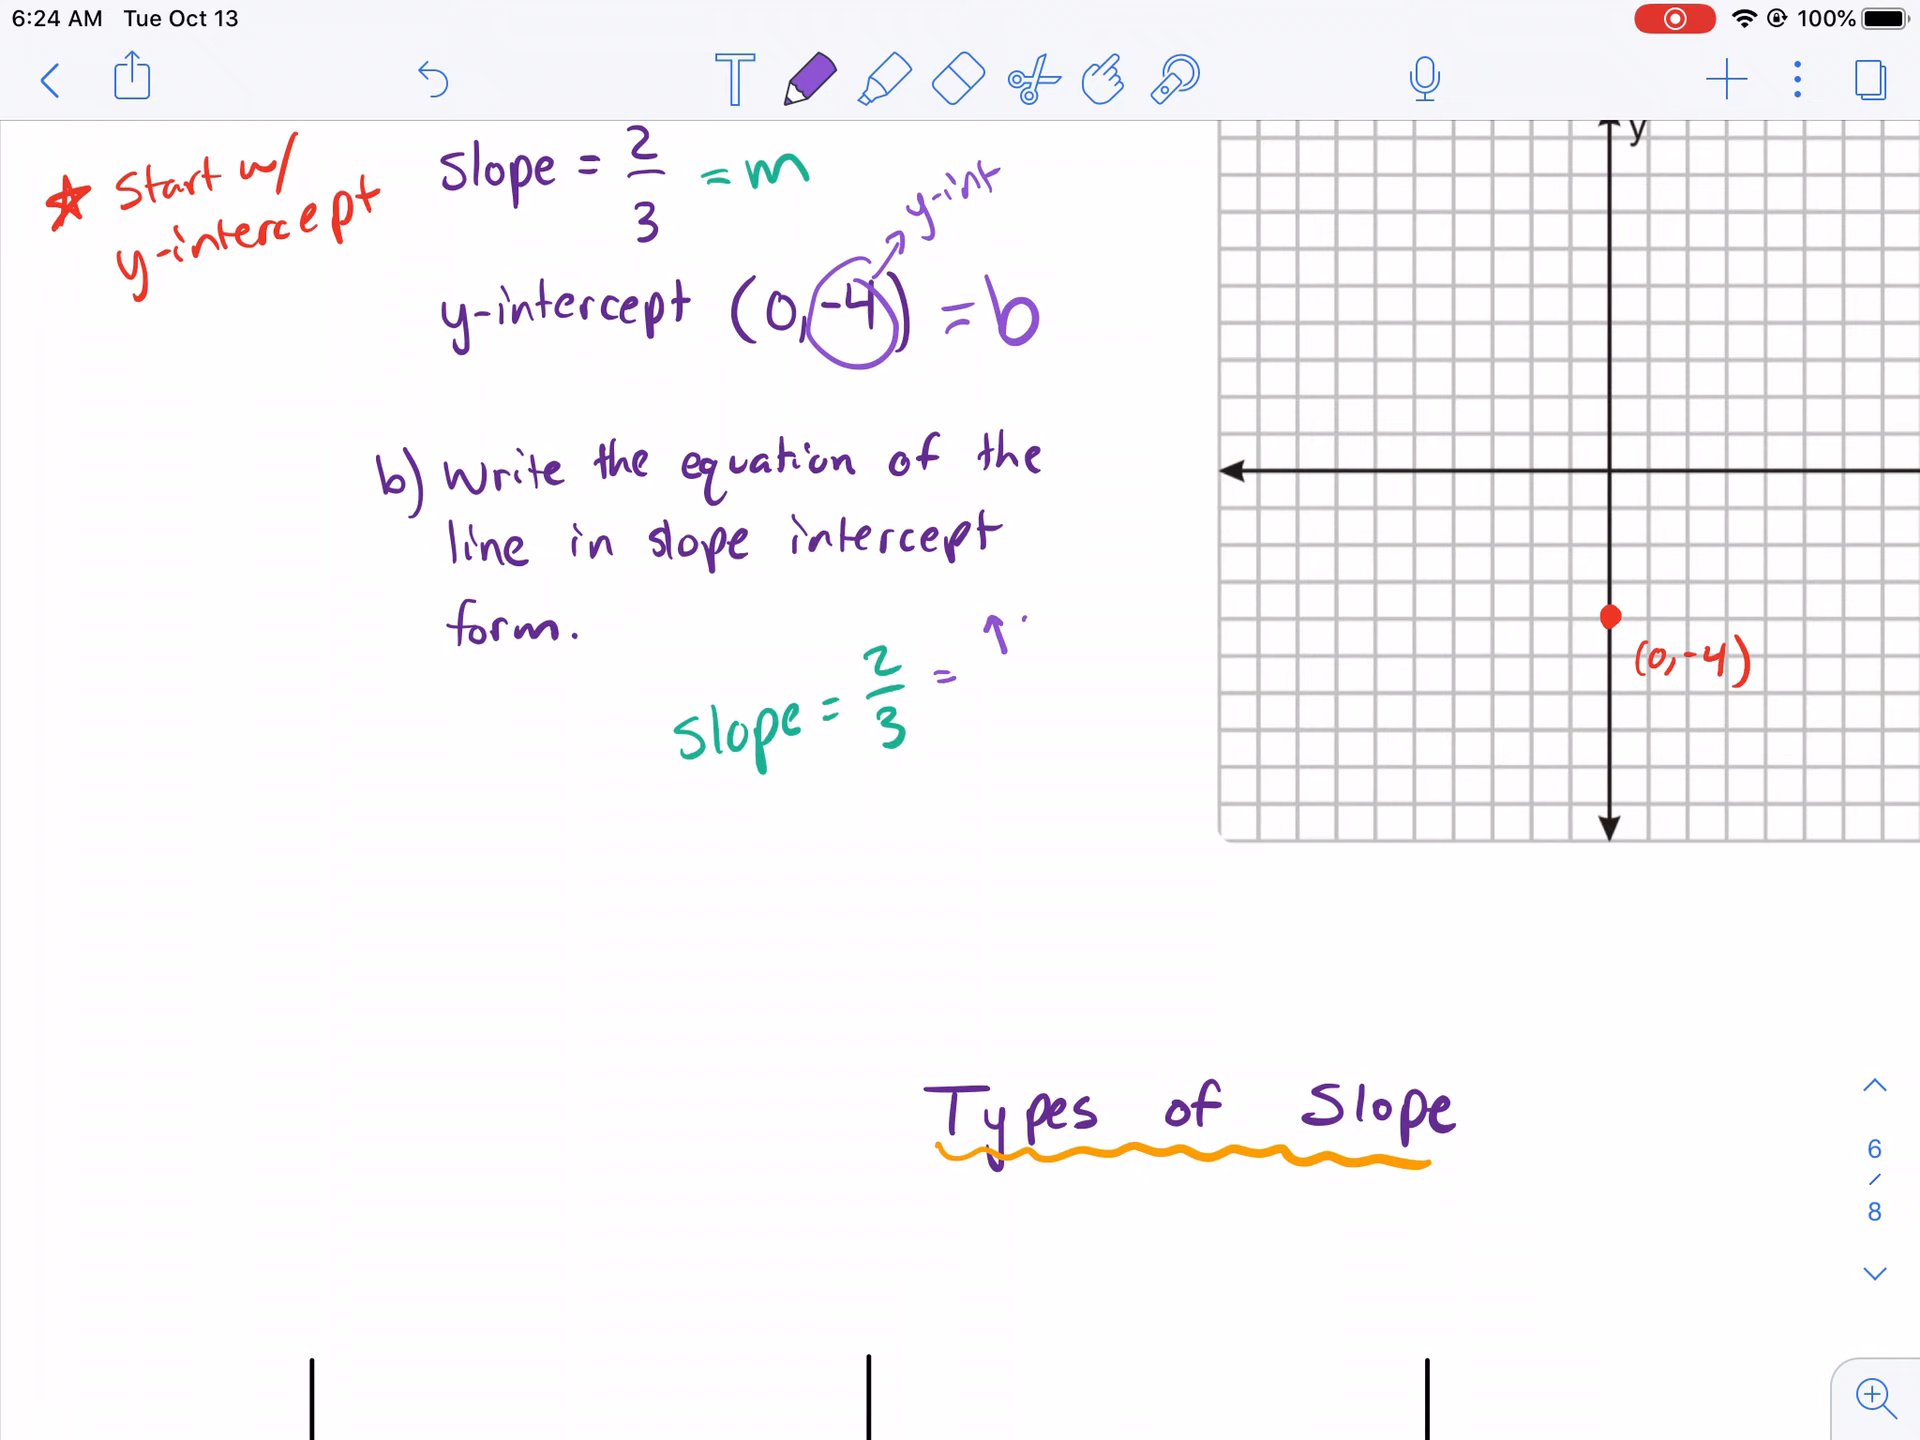 6:24 AM Tue Oct 13
100%
T
* Start w/
y-intercept
slope = 2/3 = m
y-int
y-intercept (0, -4) = b
b) Write the equation of the
line in slope intercept
form.
slope = 2/3 = ↑
y
(0, -4)
Types of Slope
6
/
8